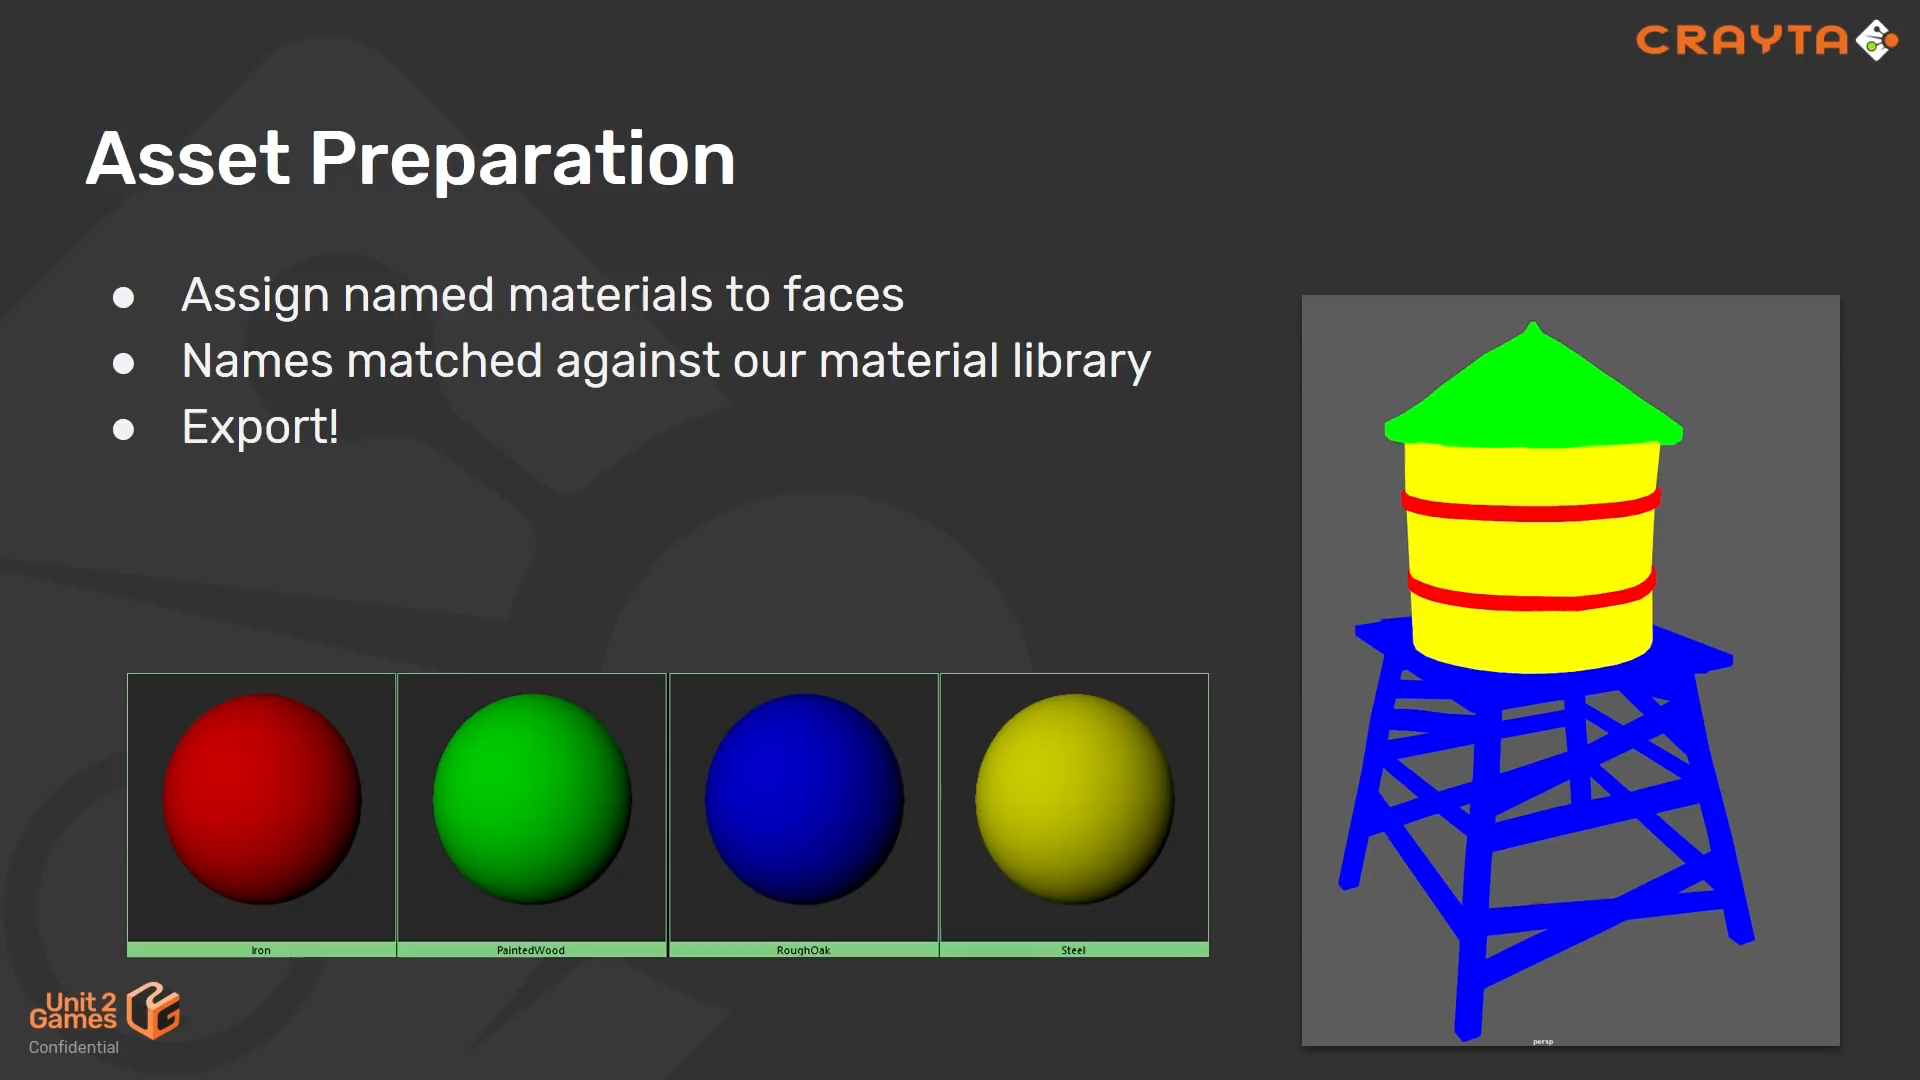 CRAYTA
Asset Preparation
● Assign named materials to faces
● Names matched against our material library
● Export!
Iron
PaintedWood
RoughOak
Steel
Unit 2
Games
Confidential
persp